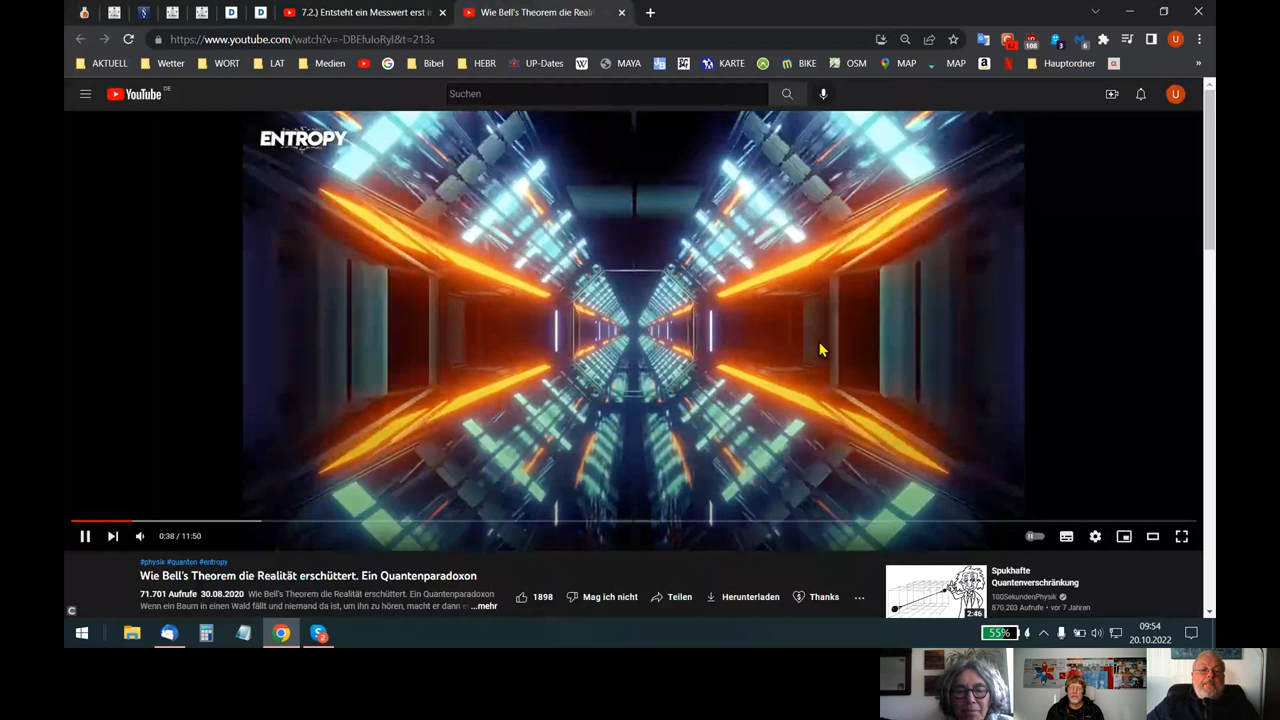 7.2.) Entsteht ein Messwert erst i
Wie Bell's Theorem die Reali
https://www.youtube.com/watch?v=-DBEfuIoRyI&t=213s
AKTUELL Wetter WORT LAT Medien Bibel HEBR UP-Dates MAYA KARTE BIKE OSM MAP MAP Hauptordner »
YouTube DE
Suchen
U
ENTROPY
0:38 / 11:50
#physik #quanten #entropy
Wie Bell's Theorem die Realität erschüttert. Ein Quantenparadoxon
71.701 Aufrufe 30.08.2020 Wie Bell's Theorem die Realität erschüttert. Ein Quantenparadoxon
Wenn ein Baum in einen Wald fällt und niemand da ist, um ihn zu hören, macht er dann e ...mehr
1898 Mag ich nicht Teilen Herunterladen Thanks ...
Spukhafte
Quantenverschränkung
100SekundenPhysik
870.203 Aufrufe • vor 7 Jahren
2:46
55%
09:54
20.10.2022